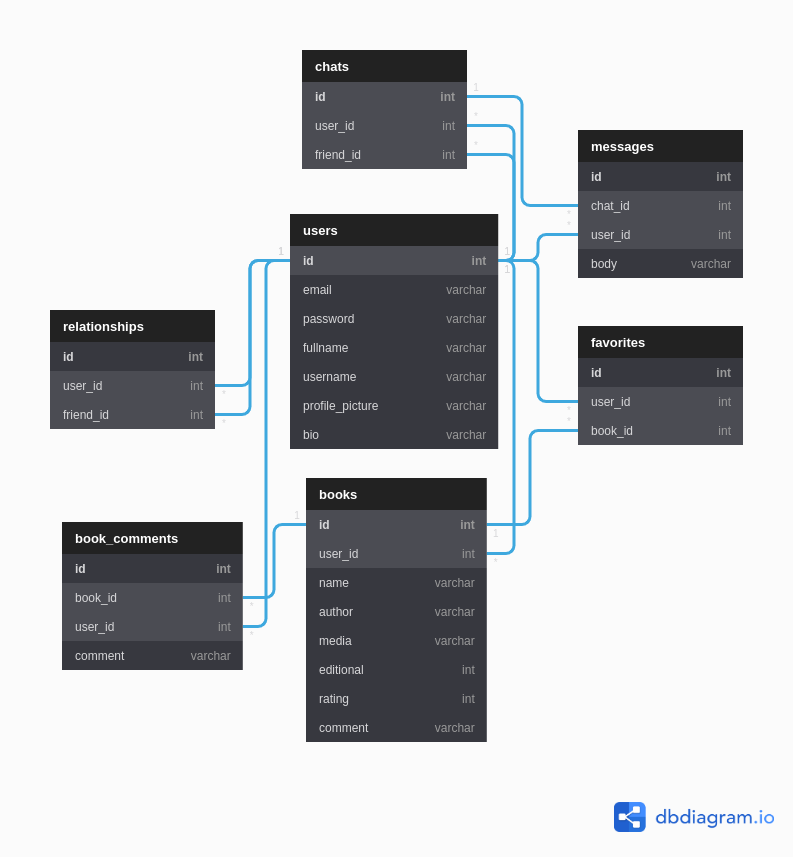 chats
id int
user_id int
friend_id int
1
*
*
messages
id int
chat_id int
user_id int
body varchar
*
*
users
id int
email varchar
password varchar
fullname varchar
username varchar
profile_picture varchar
bio varchar
1
1
1
relationships
id int
user_id int
friend_id int
*
*
favorites
id int
user_id int
book_id int
*
*
books
id int
user_id int
name varchar
author varchar
media varchar
editional int
rating int
comment varchar
1
1
*
book_comments
id int
book_id int
user_id int
comment varchar
*
*
dbdiagram.io